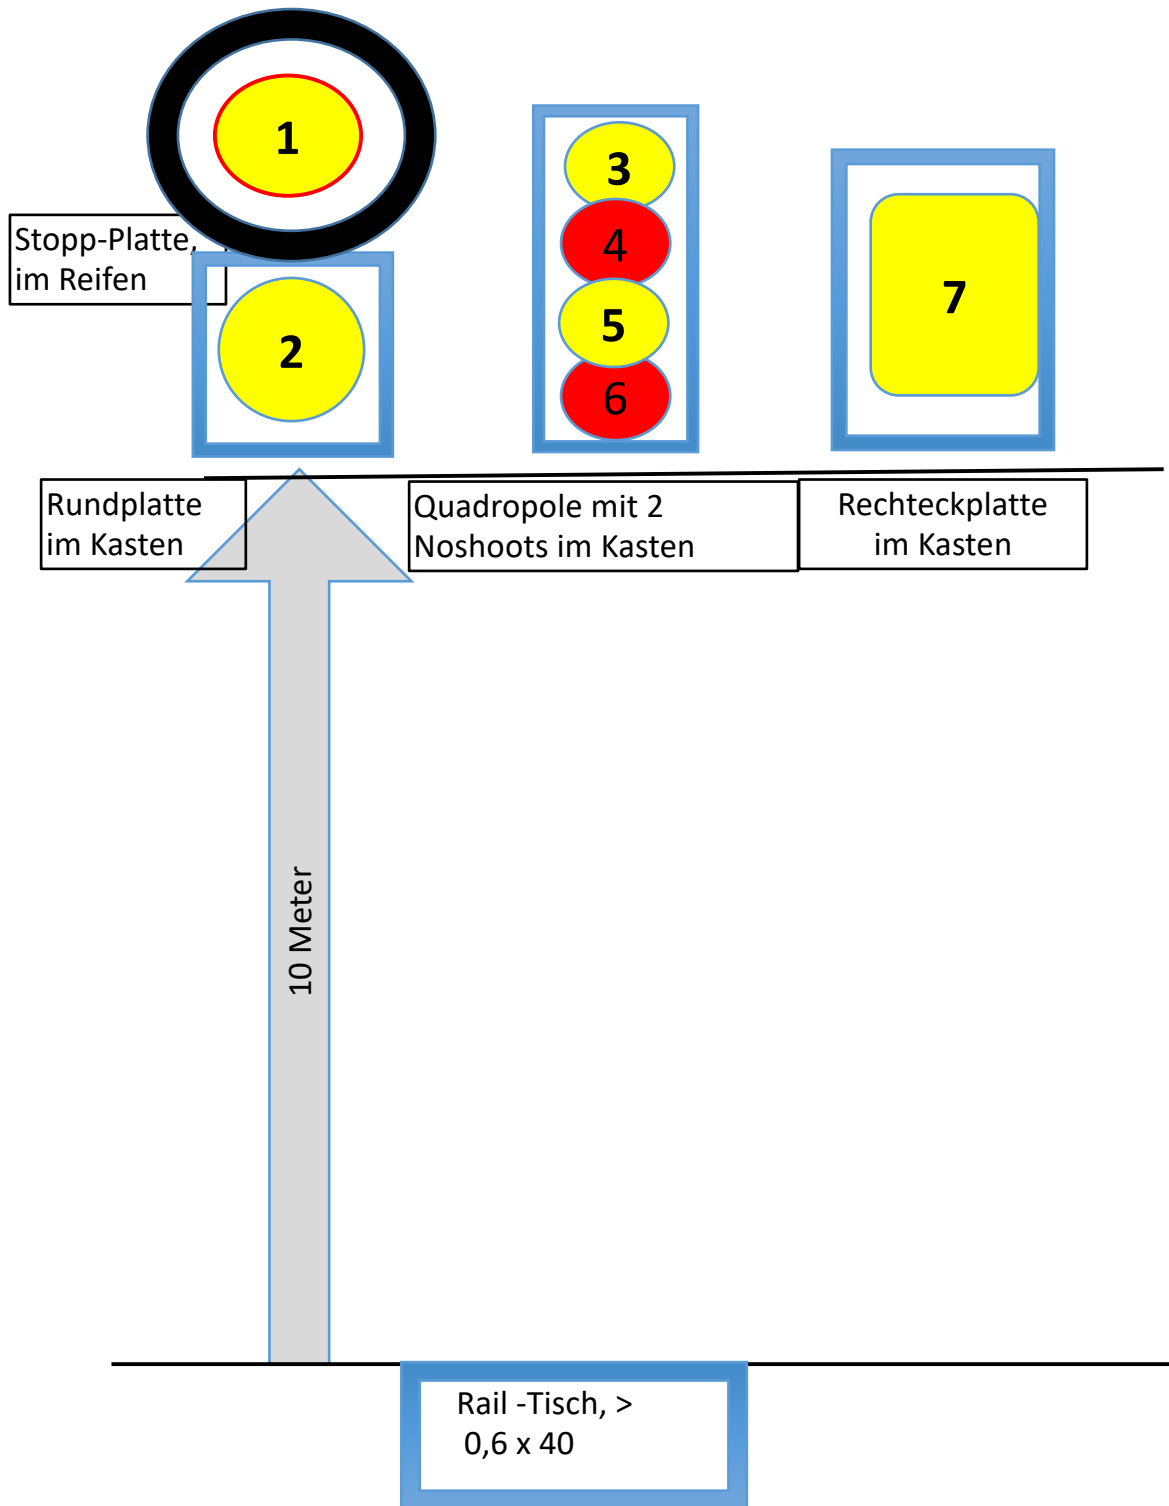 1
3
4
5
6
7
Stopp-Platte,
im Reifen
2
Rundplatte
im Kasten
Quadropole mit 2
Noshoots im Kasten
Rechteckplatte
im Kasten
10 Meter
Rail -Tisch, >
0,6 x 40